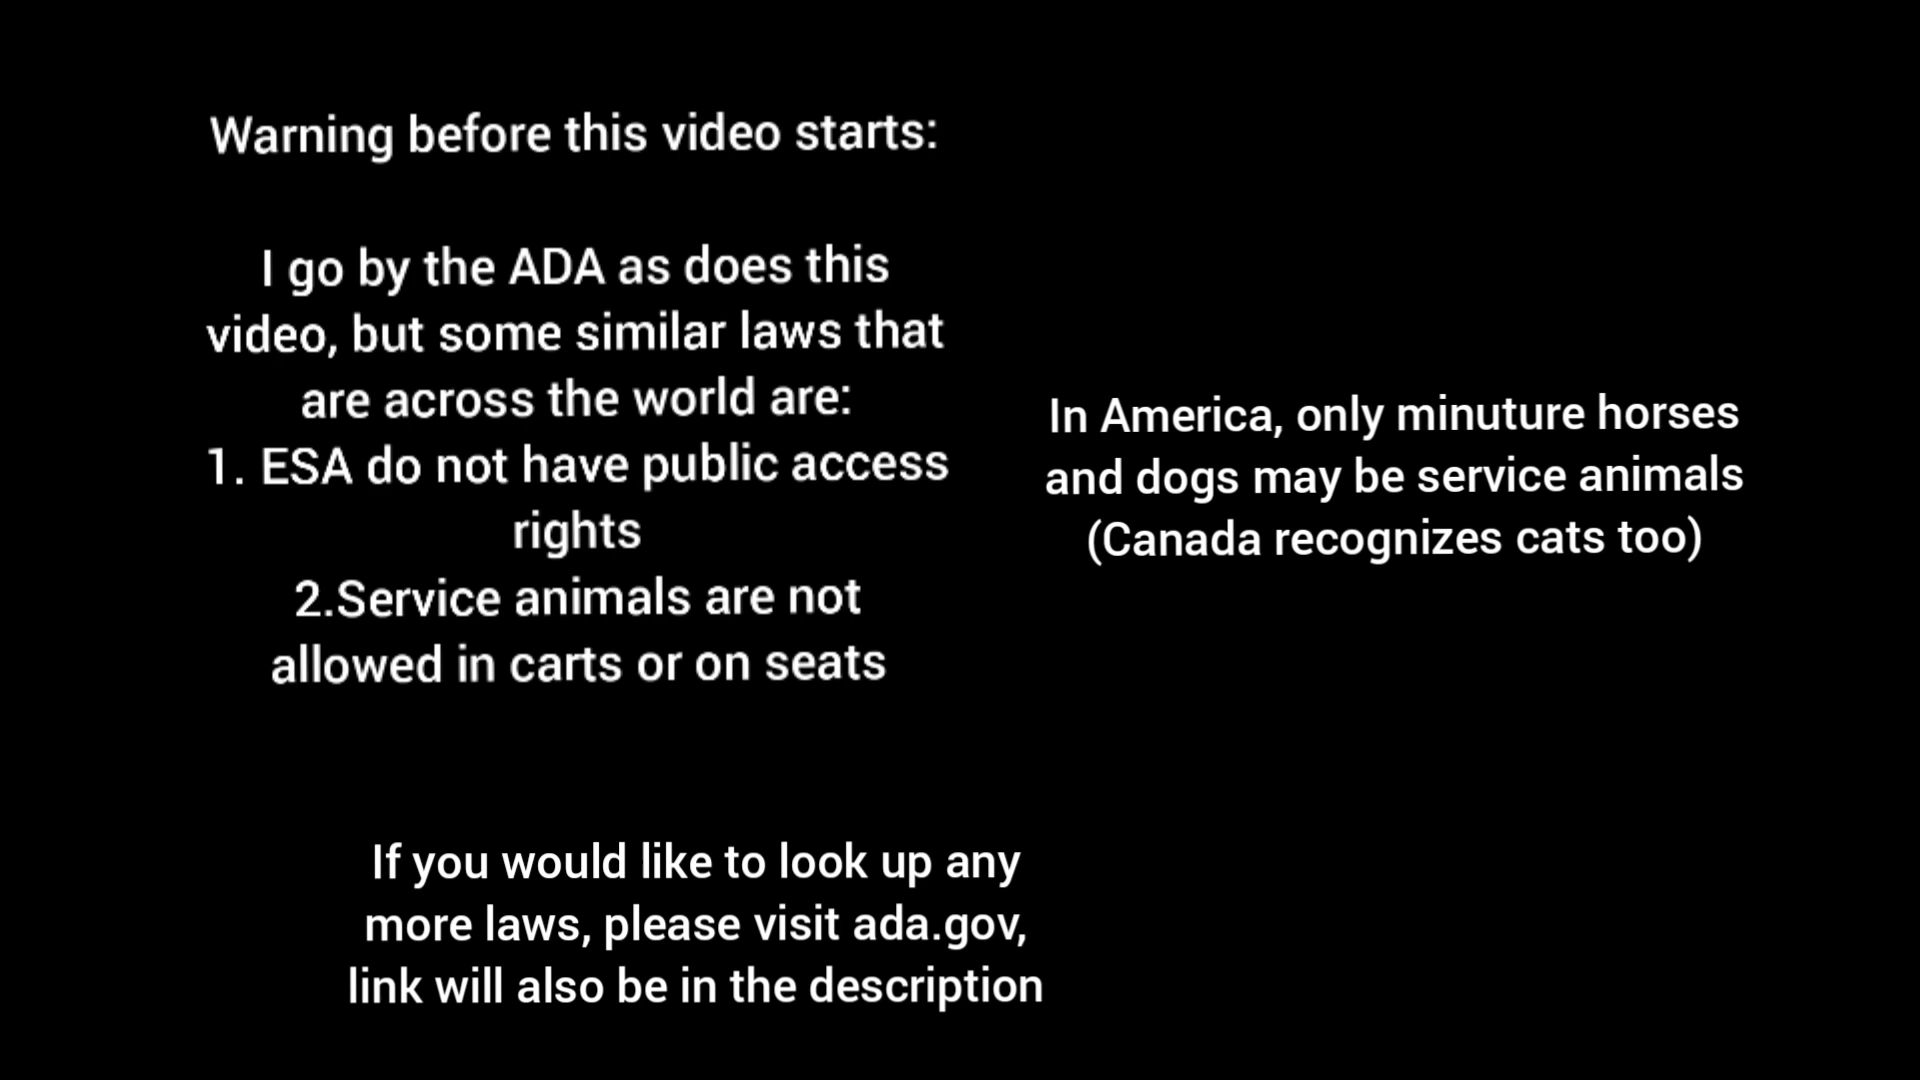 Warning before this video starts:
I go by the ADA as does this
video, but some similar laws that
are across the world are:
1. ESA do not have public access
rights
2.Service animals are not
allowed in carts or on seats
In America, only minuture horses
and dogs may be service animals
(Canada recognizes cats too)
If you would like to look up any
more laws, please visit ada.gov,
link will also be in the description